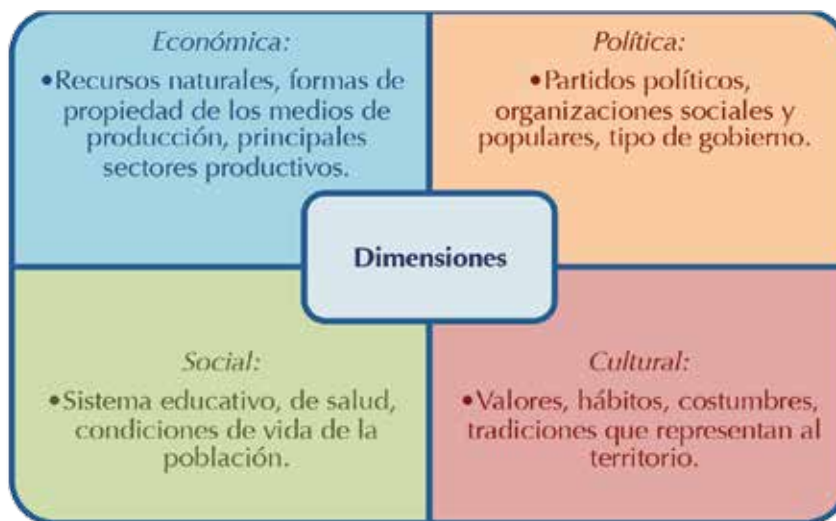 Económica:
•Recursos naturales, formas de
propiedad de los medios de
producción, principales
sectores productivos.
Política:
•Partidos políticos,
organizaciones sociales y
populares, tipo de gobierno.
Dimensiones
Social:
•Sistema educativo, de salud,
condiciones de vida de la
población.
Cultural:
•Valores, hábitos, costumbres,
tradiciones que representan al
territorio.